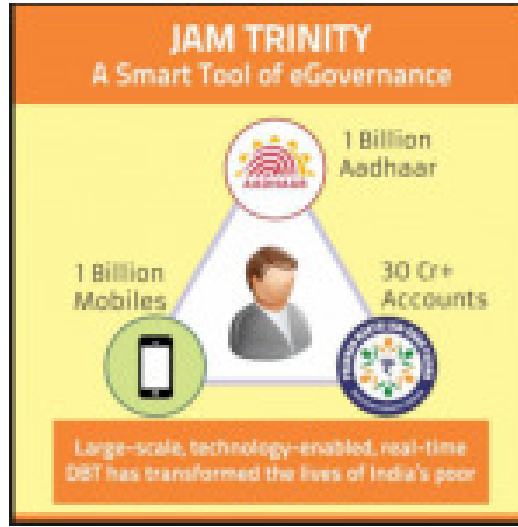 JAM TRINITY
A Smart Tool of eGovernance
1 Billion
Aadhaar
AADHAAR
1 Billion
Mobiles
30 Cr+
Accounts
Large-scale, technology-enabled, real-time
DBT has transformed the lives of India's poor